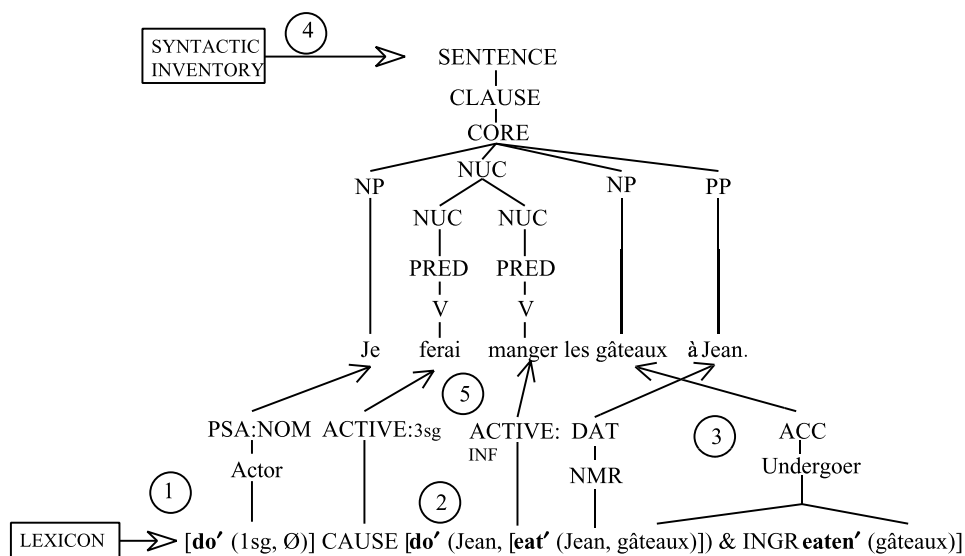 4
SYNTACTIC
INVENTORY
SENTENCE
CLAUSE
CORE
NUC
NP NP PP
NUC NUC
PRED PRED
V V
Je ferai manger les gâteaux à Jean.
5
PSA:NOM ACTIVE:3sg ACTIVE: DAT 3 ACC
INF
Actor NMR Undergoer
1 2
LEXICON [do′ (1sg, Ø)] CAUSE [do′ (Jean, [eat′ (Jean, gâteaux)]) & INGR eaten′ (gâteaux)]